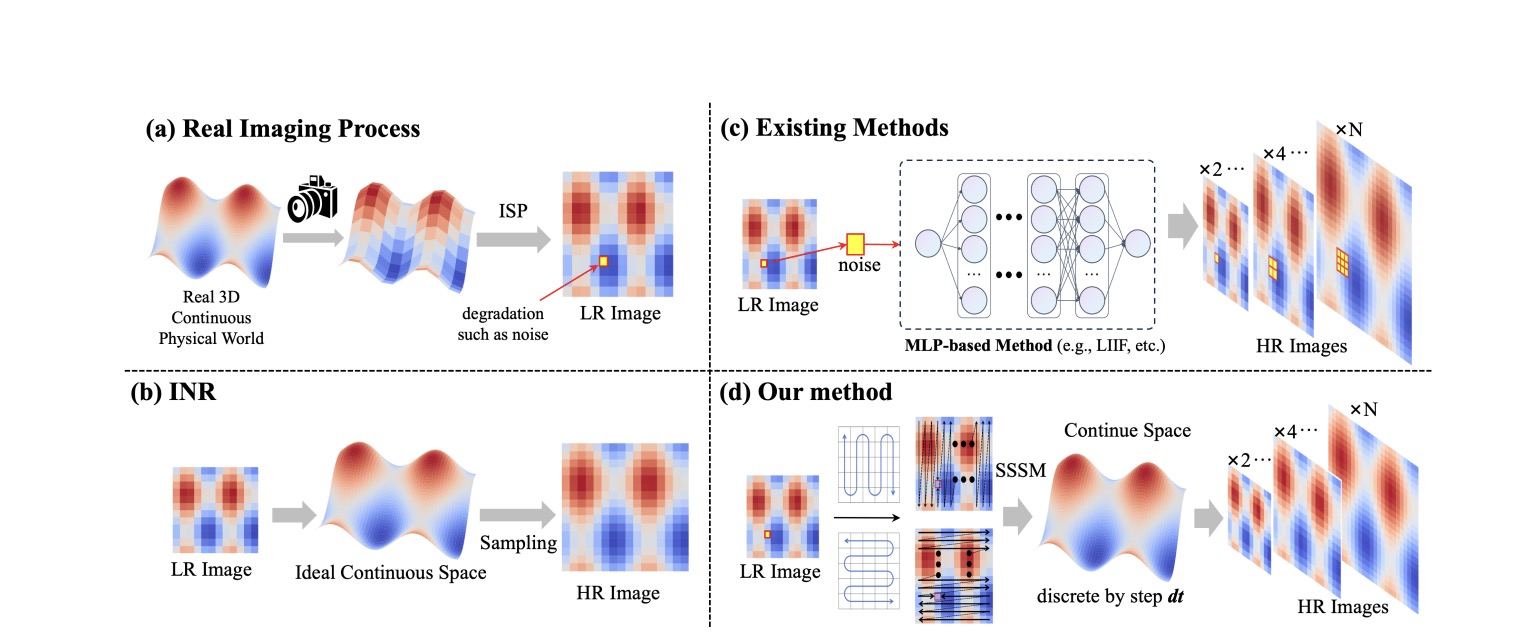 (a) Real Imaging Process
ISP
Real 3D
Continuous
Physical World
degradation
such as noise
LR Image
(b) INR
LR Image
Ideal Continuous Space
Sampling
HR Image
(c) Existing Methods
LR Image
noise
MLP-based Method (e.g., LIIF, etc.)
×2 ···
×4 ···
×N
HR Images
(d) Our method
LR Image
SSSM
Continue Space
discrete by step dt
×2 ···
×4 ···
×N
HR Images